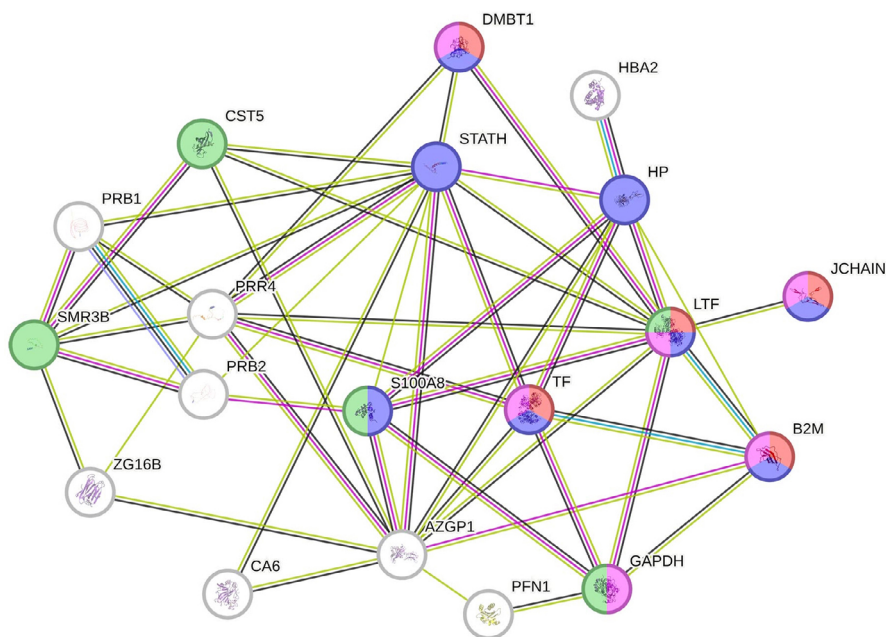 DMBT1
HBA2
CST5
STATH
HP
PRB1
JCHAIN
PRR4
LTF
SMR3B
PRB2
S100A8
TF
B2M
ZG16B
AZGP1
GAPDH
CA6
PFN1